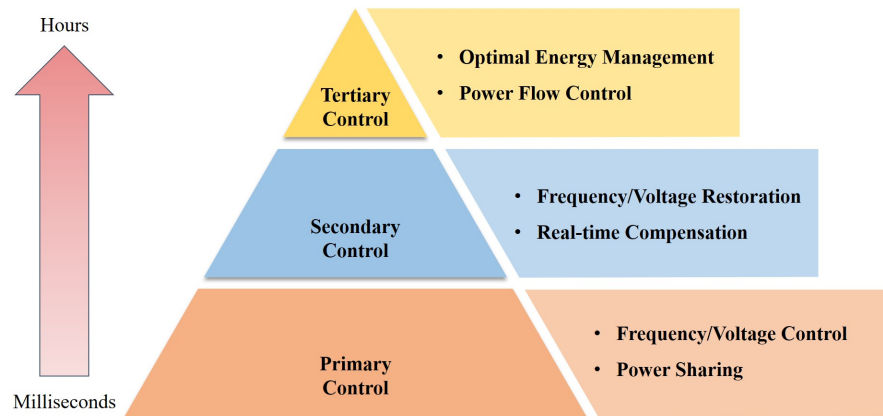 Hours
Tertiary
Control
• Optimal Energy Management
• Power Flow Control
Secondary
Control
• Frequency/Voltage Restoration
• Real-time Compensation
Primary
Control
• Frequency/Voltage Control
• Power Sharing
Milliseconds